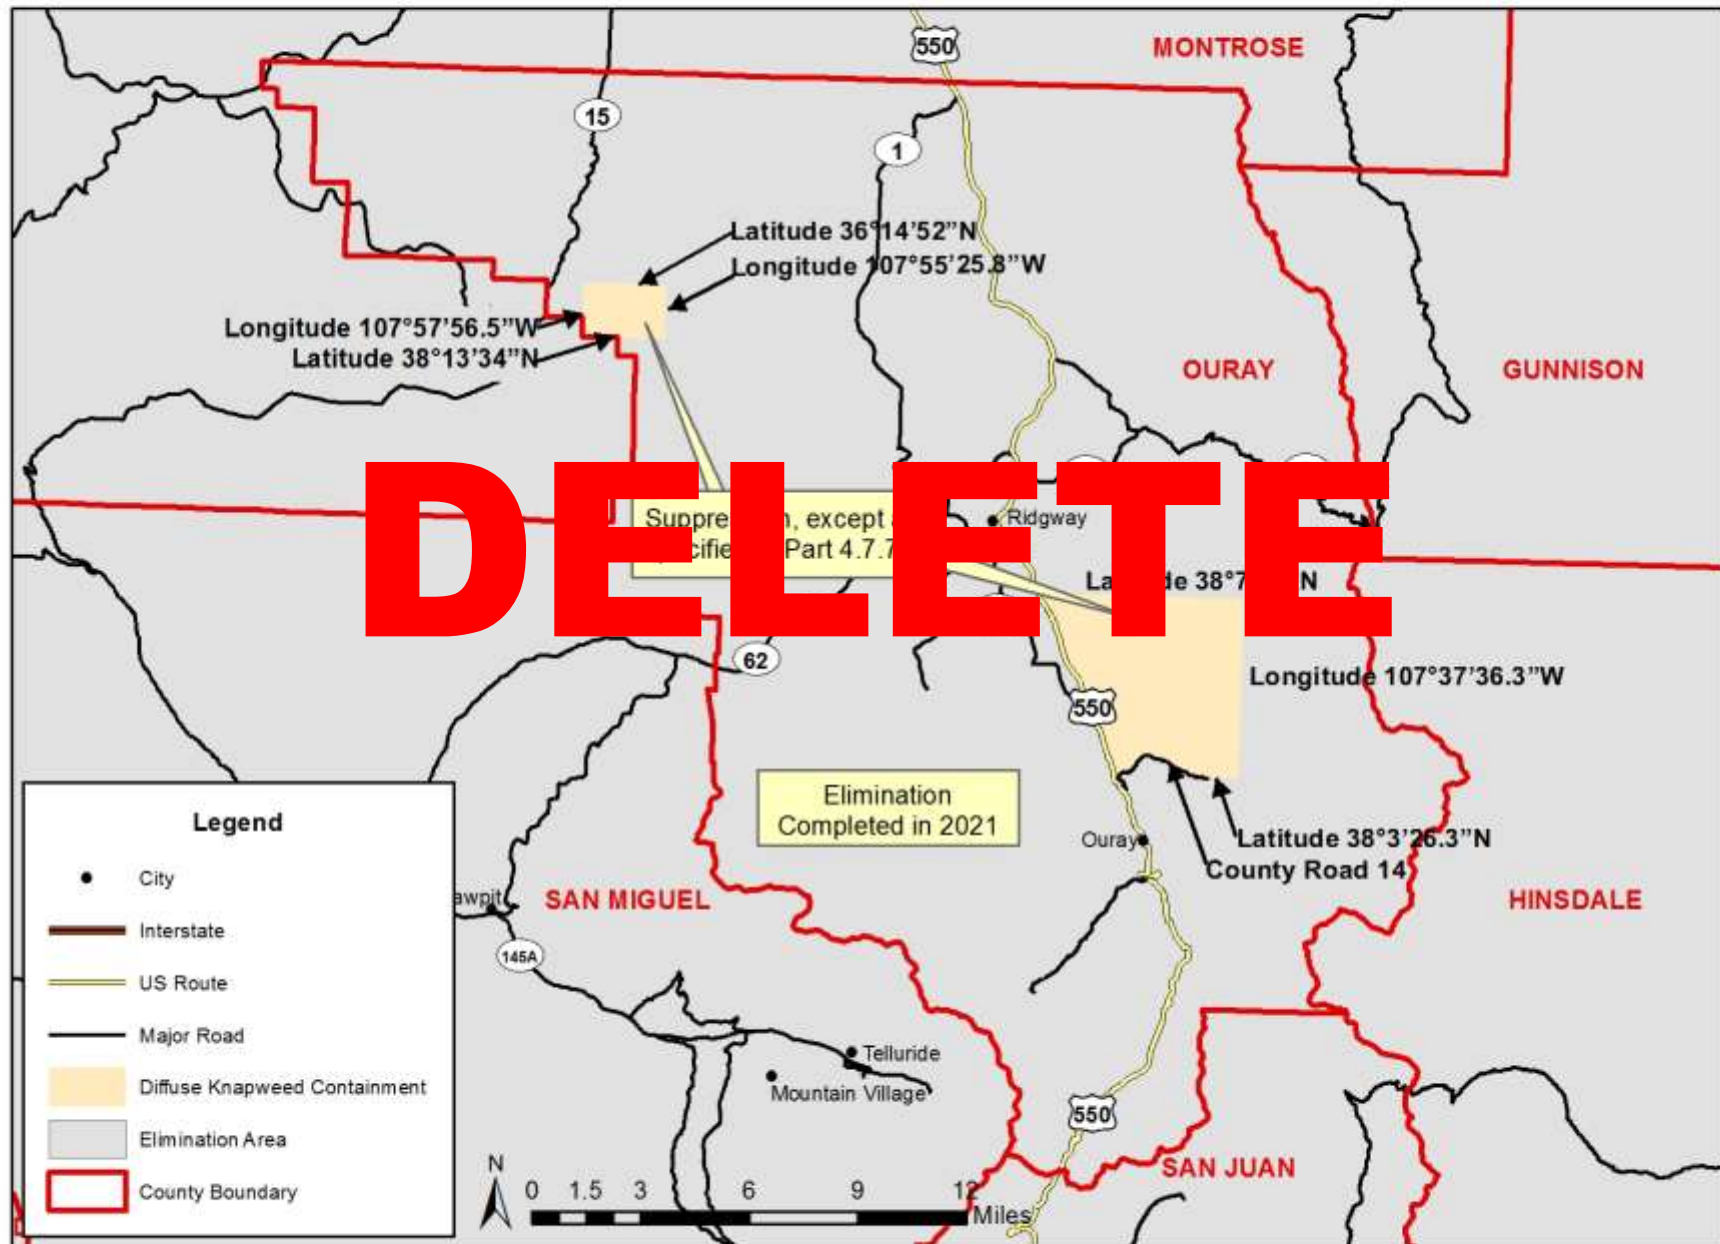 MONTROSE
550
15
1
Latitude 36°14'52"N
Longitude 107°55'25.8"W
Longitude 107°57'56.5"W
Latitude 38°13'34"N
OURAY
GUNNISON
DELETE
except
Part 4.7.7
Ridgway
Longitude 107°37'36.3"W
62
550
Elimination
Completed in 2021
Ouray
Latitude 38°3'26.3"N
County Road 14
SAN MIGUEL
HINSDALE
145A
Telluride
Mountain Village
550
SAN JUAN
Legend
City
Interstate
US Route
Major Road
Diffuse Knapweed Containment
Elimination Area
County Boundary
N
0 1.5 3 6 9 12
Miles